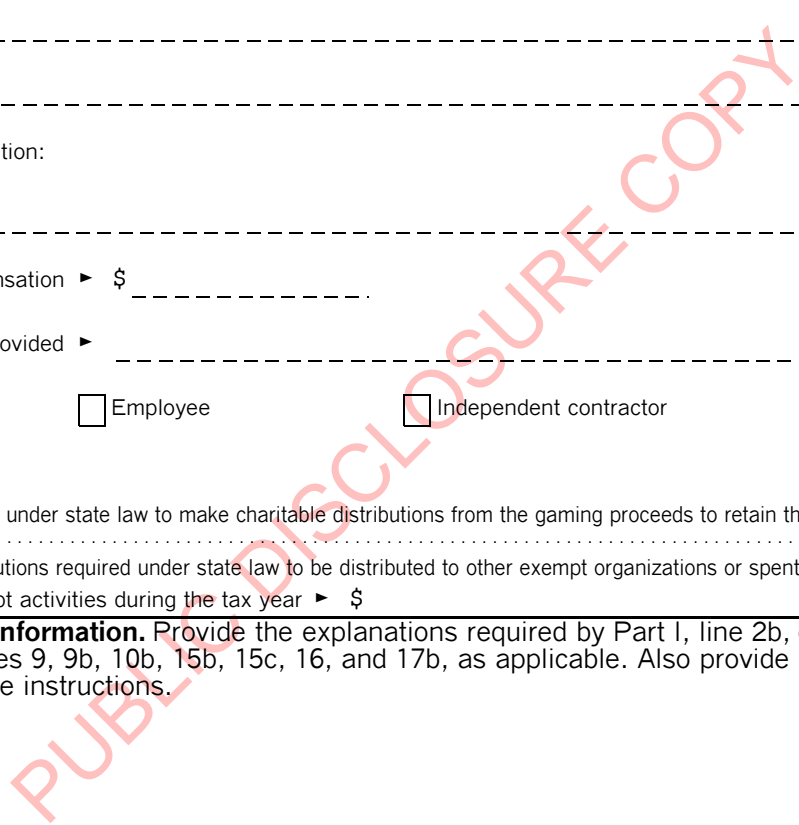 tion:
nsation ► $
ovided ►
Employee Independent contractor
under state law to make charitable distributions from the gaming proceeds to retain th
utions required under state law to be distributed to other exempt organizations or spent
pt activities during the tax year ► $
nformation. Provide the explanations required by Part I, line 2b,
es 9, 9b, 10b, 15b, 15c, 16, and 17b, as applicable. Also provide
e instructions.
PUBLIC DISCLOSURE COPY